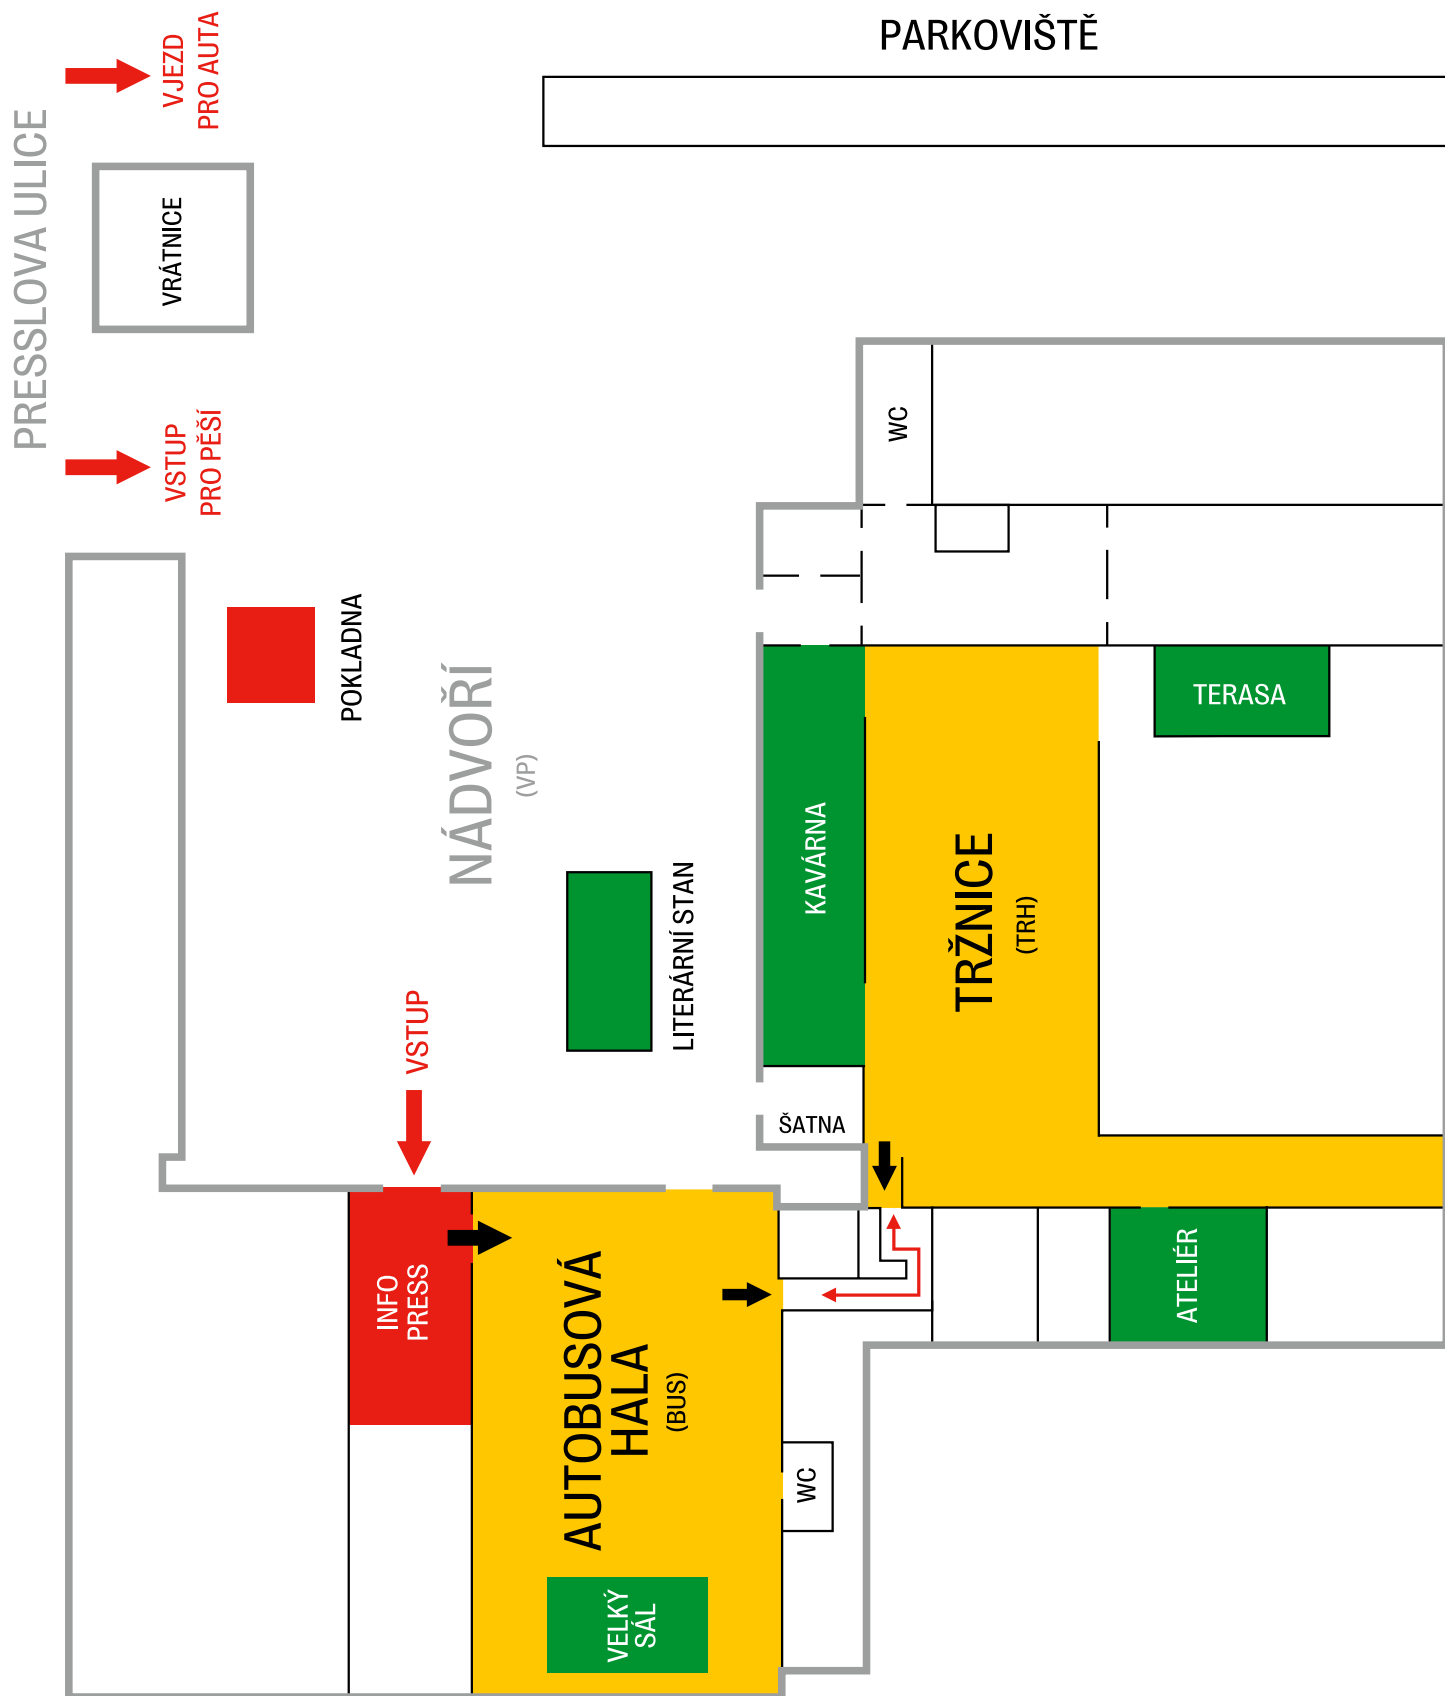 PARKOVIŠTĚ
VJEZD
PRO AUTA
PRESSLOVA ULICE
VRÁTNICE
VSTUP
PRO PĚŠÍ
WC
POKLADNA
NÁDVOŘÍ
(VP)
TERASA
KAVÁRNA
TRŽNICE
(TRH)
LITERÁRNÍ STAN
VSTUP
ŠATNA
INFO
PRESS
AUTOBUSOVÁ
HALA
(BUS)
ATELIÉR
WC
VELKÝ
SÁL